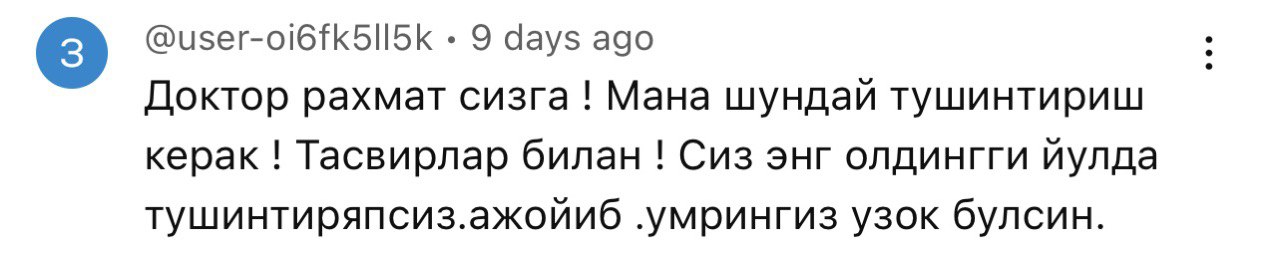 З
@user-oi6fk5ll5k • 9 days ago
Доктор рахмат сизга ! Мана шундай тушинтириш
керак ! Тасвирлар билан ! Сиз энг олдингги йулда
тушинтиряпсиз.ажойиб .умрингиз узок булсин.